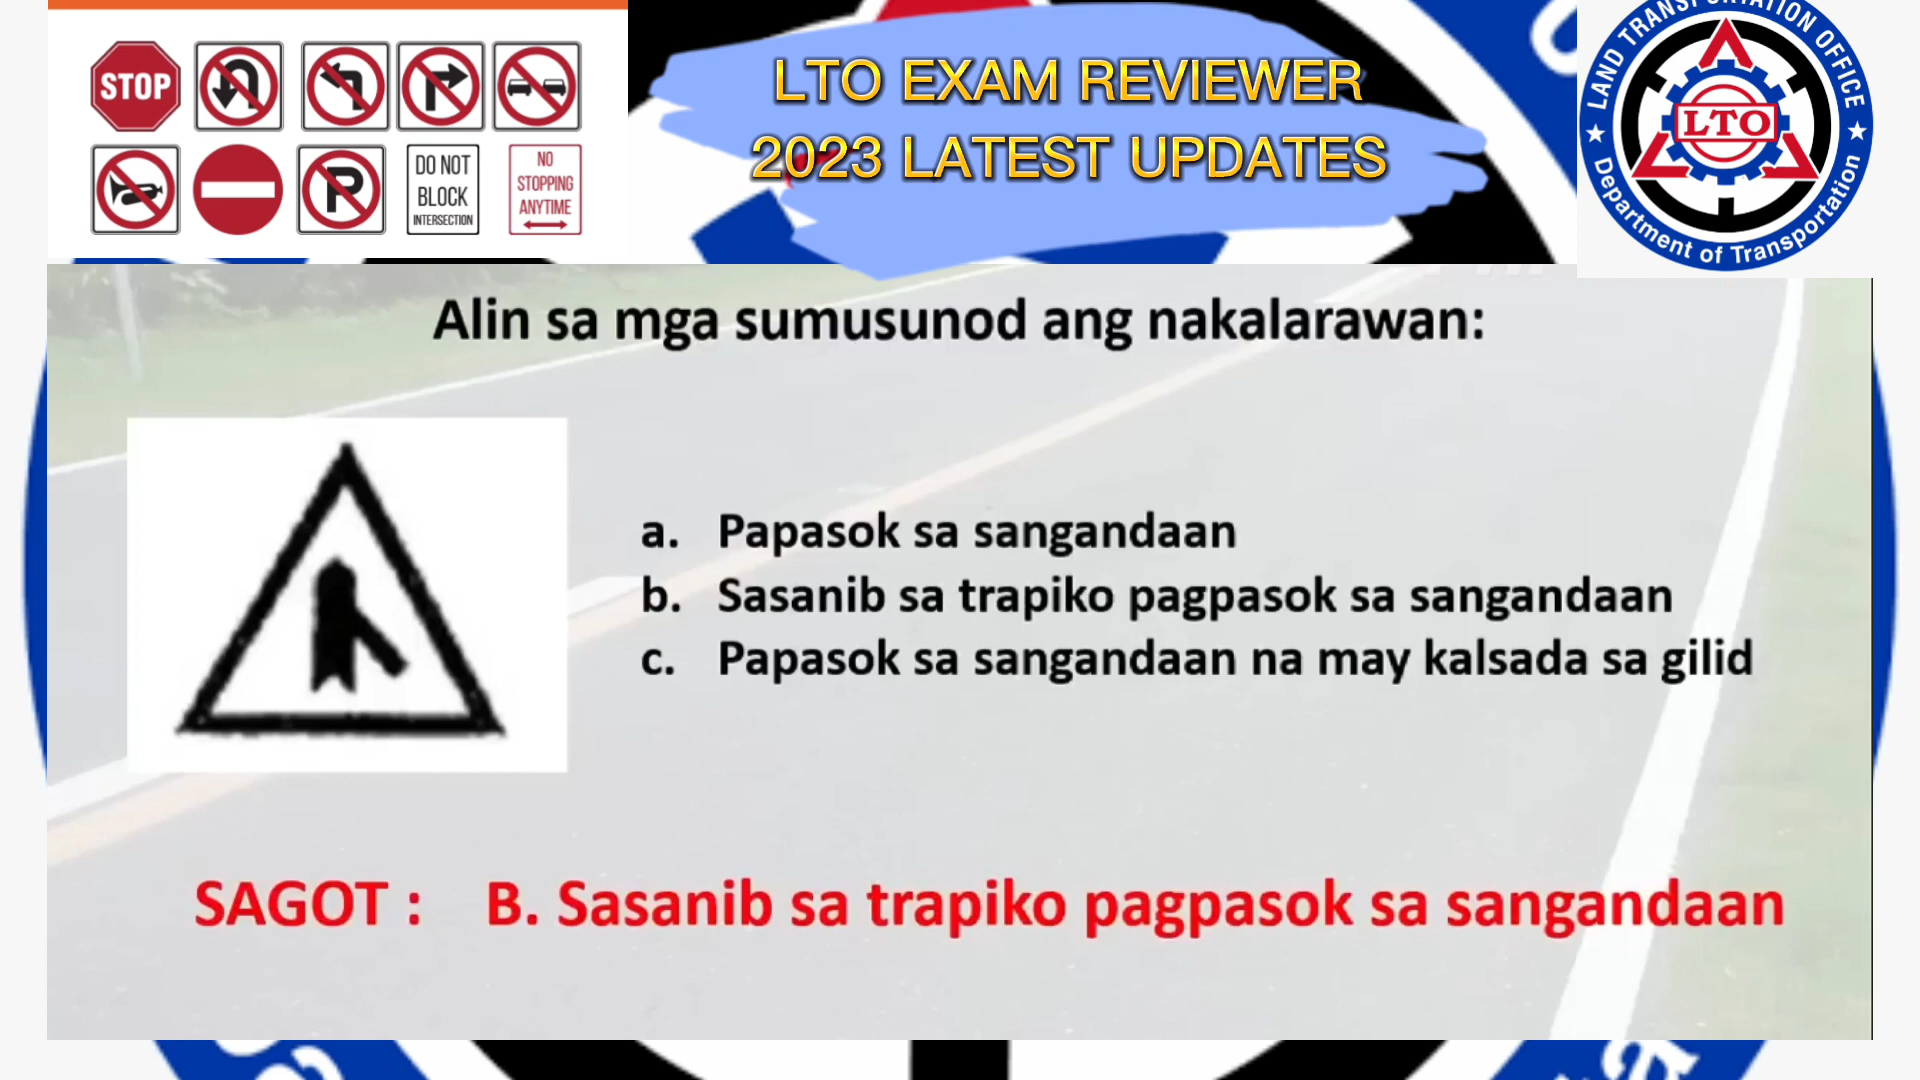 STOP
DO NOT
BLOCK
INTERSECTION
NO
STOPPING
ANYTIME
P
LTO EXAM REVIEWER
2023 LATEST UPDATES
LAND TRANSPORTATION OFFICE
LTO
Department of Transportation
Alin sa mga sumusunod ang nakalarawan:
a. Papasok sa sangandaan
b. Sasanib sa trapiko pagpasok sa sangandaan
c. Papasok sa sangandaan na may kalsada sa gilid
SAGOT : B. Sasanib sa trapiko pagpasok sa sangandaan